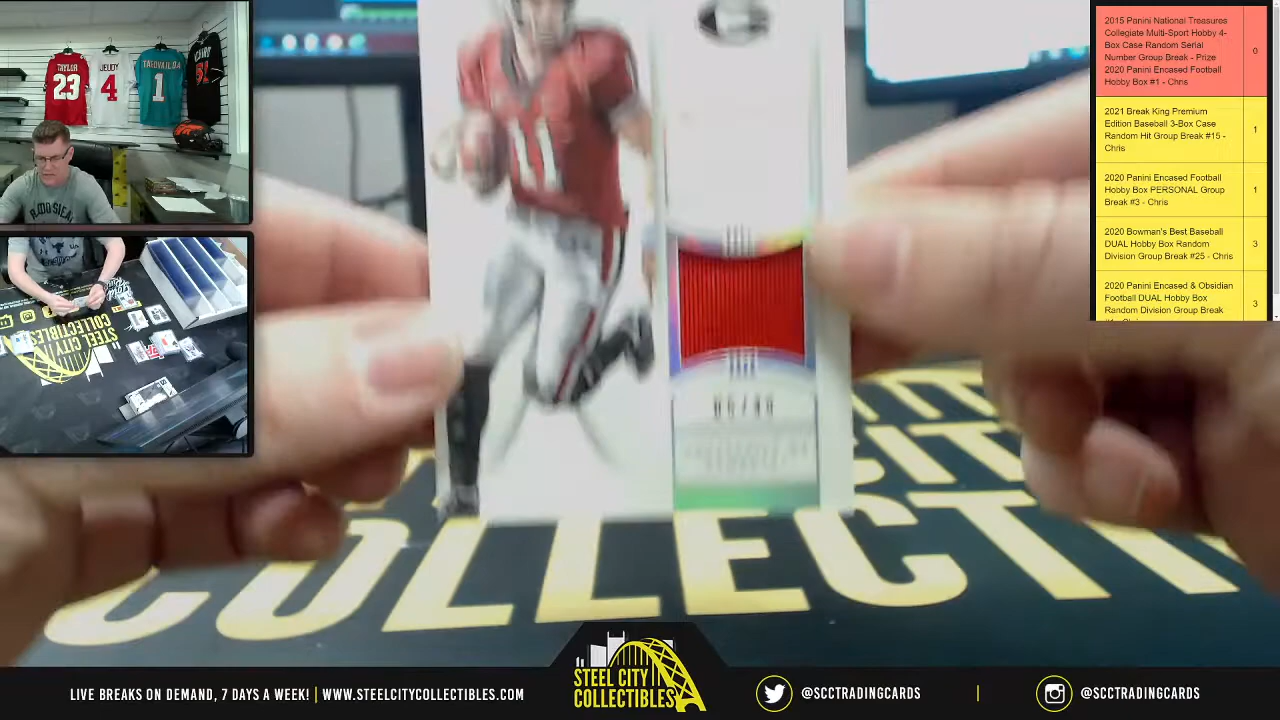 TAYLOR
23
JEUDY
4
TAGOVAILOA
1
51
STEEL CITY
COLLECTIBLES
11
COLLECTI
2015 Panini National Treasures
Collegiate Multi-Sport Hobby 4-
Box Case Random Serial
Number Group Break - Prize
2020 Panini Encased Football
Hobby Box #1 - Chris
0
2021 Break King Premium
Edition Baseball 3-Box Case
Random Hit Group Break #15 -
Chris
1
2020 Panini Encased Football
Hobby Box PERSONAL Group
Break #3 - Chris
1
2020 Bowman's Best Baseball
DUAL Hobby Box Random
Division Group Break #25 - Chris
3
2020 Panini Encased & Obsidian
Football DUAL Hobby Box
Random Division Group Break
3
LIVE BREAKS ON DEMAND, 7 DAYS A WEEK! | WWW.STEELCITYCOLLECTIBLES.COM
STEEL CITY
COLLECTIBLES
@SCCTRADINGCARDS
@SCCTRADINGCARDS